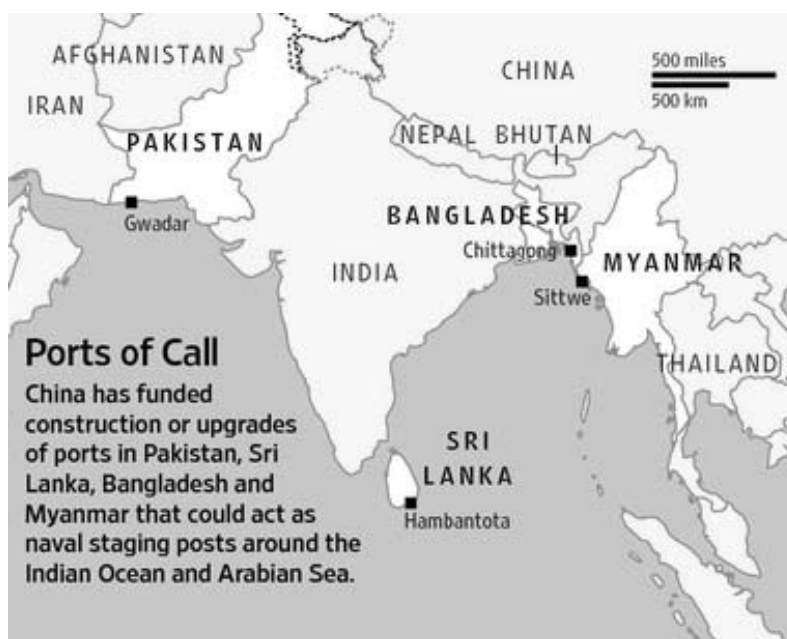 AFGHANISTAN
CHINA
500 miles
500 km
IRAN
PAKISTAN
NEPAL
BHUTAN
Gwadar
BANGLADESH
Chittagong
INDIA
MYANMAR
Sittwe
THAILAND
Ports of Call
China has funded
construction or upgrades
of ports in Pakistan, Sri
Lanka, Bangladesh and
Myanmar that could act as
naval staging posts around the
Indian Ocean and Arabian Sea.
SRI
LANKA
Hambantota